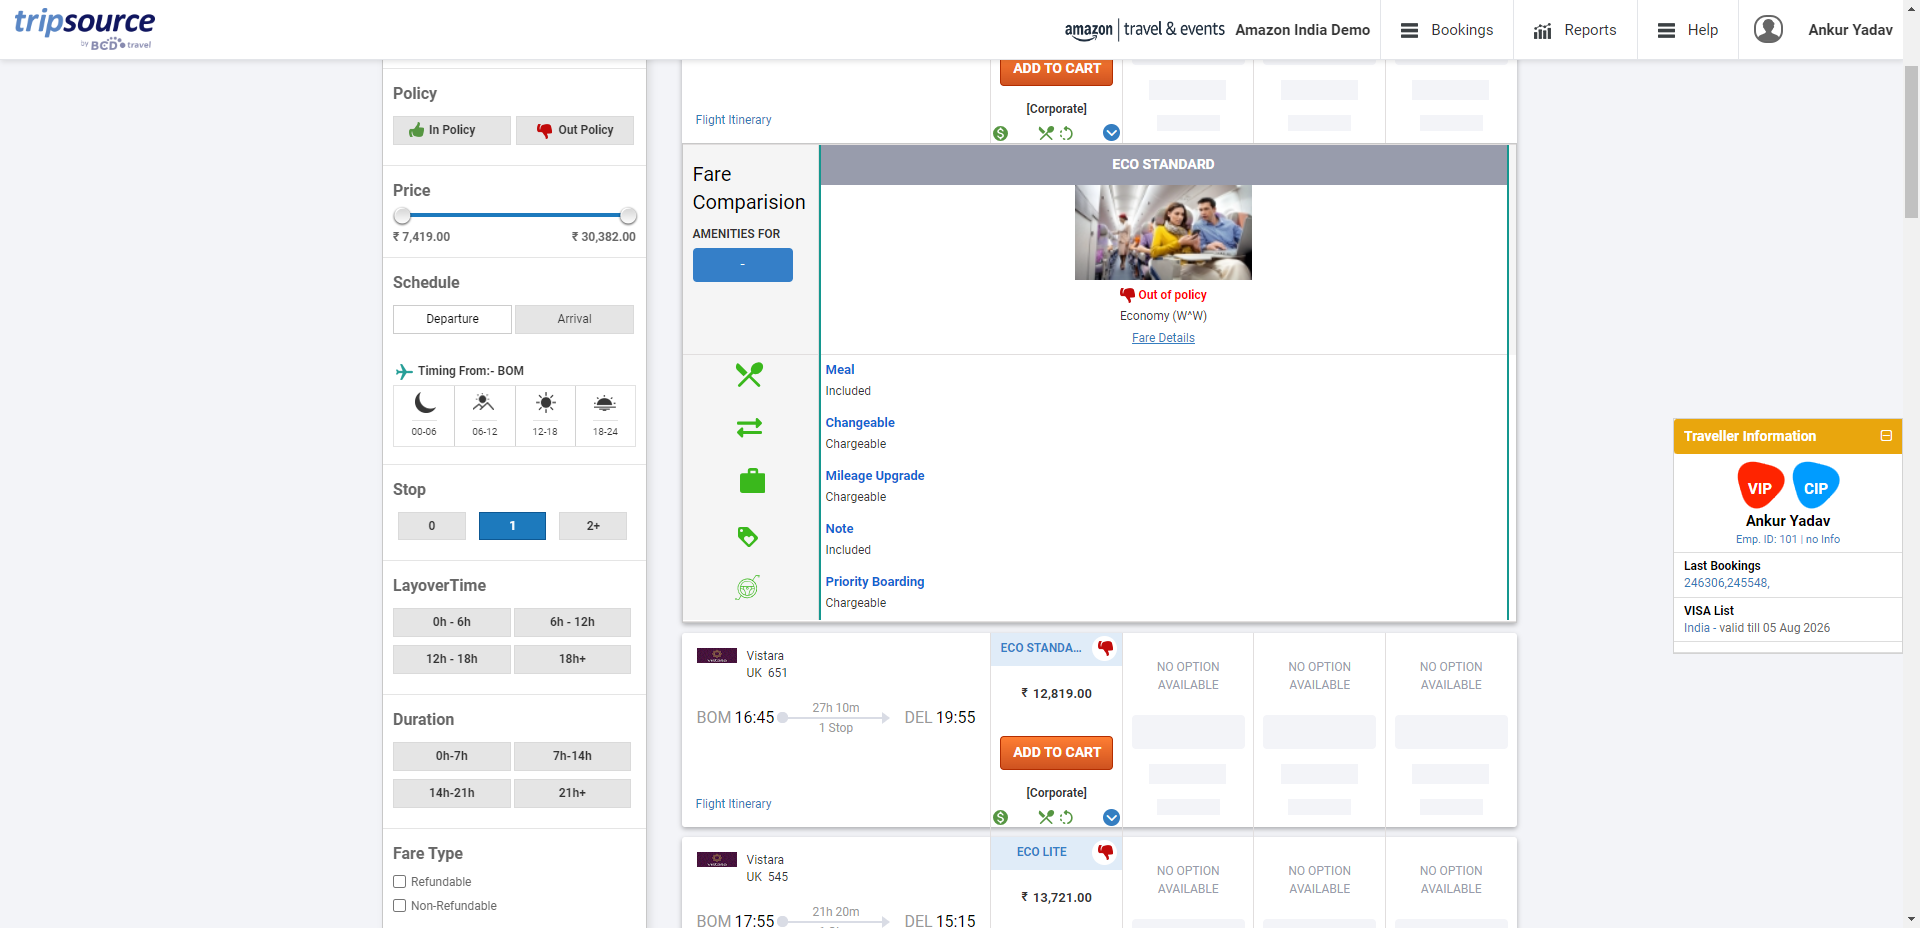 tripsource
by BCD travel
amazon travel & events
Amazon India Demo
Bookings
Reports
Help
Ankur Yadav
Policy
In Policy
Out Policy
Price
₹ 7,419.00
₹ 30,382.00
Schedule
Departure
Arrival
Timing From:- BOM
00-06
06-12
12-18
18-24
Stop
0
1
2+
LayoverTime
0h - 6h
6h - 12h
12h - 18h
18h+
Duration
0h-7h
7h-14h
14h-21h
21h+
Fare Type
Refundable
Non-Refundable
ADD TO CART
[Corporate]
Flight Itinerary
Fare
Comparision
AMENITIES FOR
-
ECO STANDARD
Out of policy
Economy (W^W)
Fare Details
Meal
Included
Changeable
Chargeable
Mileage Upgrade
Chargeable
Note
Included
Priority Boarding
Chargeable
Vistara
UK 651
BOM 16:45
27h 10m
1 Stop
DEL 19:55
Flight Itinerary
ECO STANDA...
₹ 12,819.00
ADD TO CART
[Corporate]
NO OPTION
AVAILABLE
NO OPTION
AVAILABLE
NO OPTION
AVAILABLE
Vistara
UK 545
BOM 17:55
21h 20m
DEL 15:15
ECO LITE
₹ 13,721.00
NO OPTION
AVAILABLE
NO OPTION
AVAILABLE
NO OPTION
AVAILABLE
Traveller Information
VIP
CIP
Ankur Yadav
Emp. ID: 101 | no Info
Last Bookings
246306,245548,
VISA List
India - valid till 05 Aug 2026